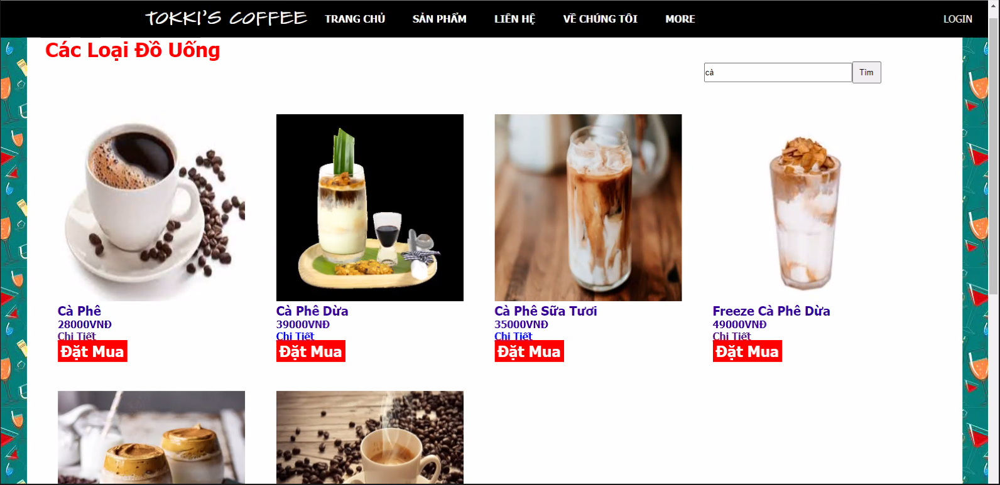 TOKKI'S COFFEE TRANG CHỦ SẢN PHẨM LIÊN HỆ VỀ CHÚNG TÔI MORE LOGIN
Các Loại Đồ Uống
cà Tìm
Cà Phê
28000VNĐ
Chi Tiết
Đặt Mua
Cà Phê Dừa
39000VNĐ
Chi Tiết
Đặt Mua
Cà Phê Sữa Tươi
35000VNĐ
Chi Tiết
Đặt Mua
Freeze Cà Phê Dừa
49000VNĐ
Chi Tiết
Đặt Mua